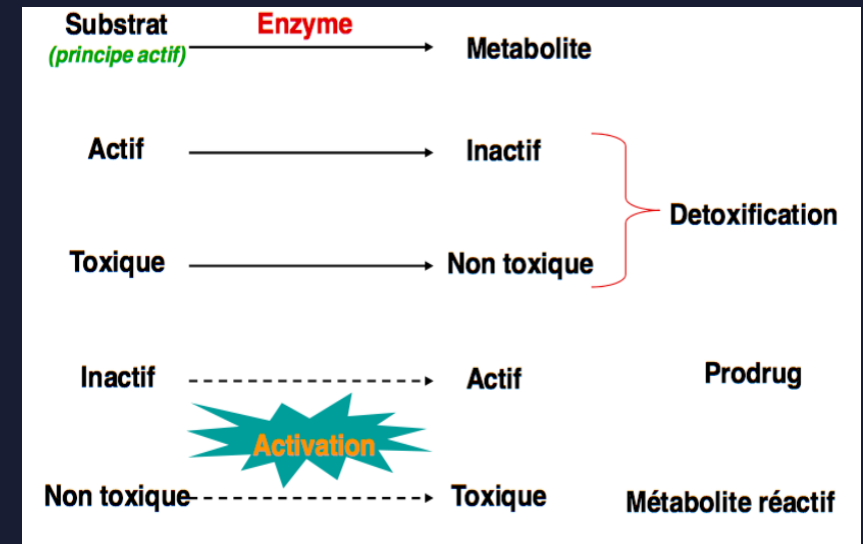 Substrat Enzyme
(principe actif) Metabolite
Actif Inactif
Detoxification
Toxique Non toxique
Inactif Actif Prodrug
Activation
Non toxique Toxique Métabolite réactif